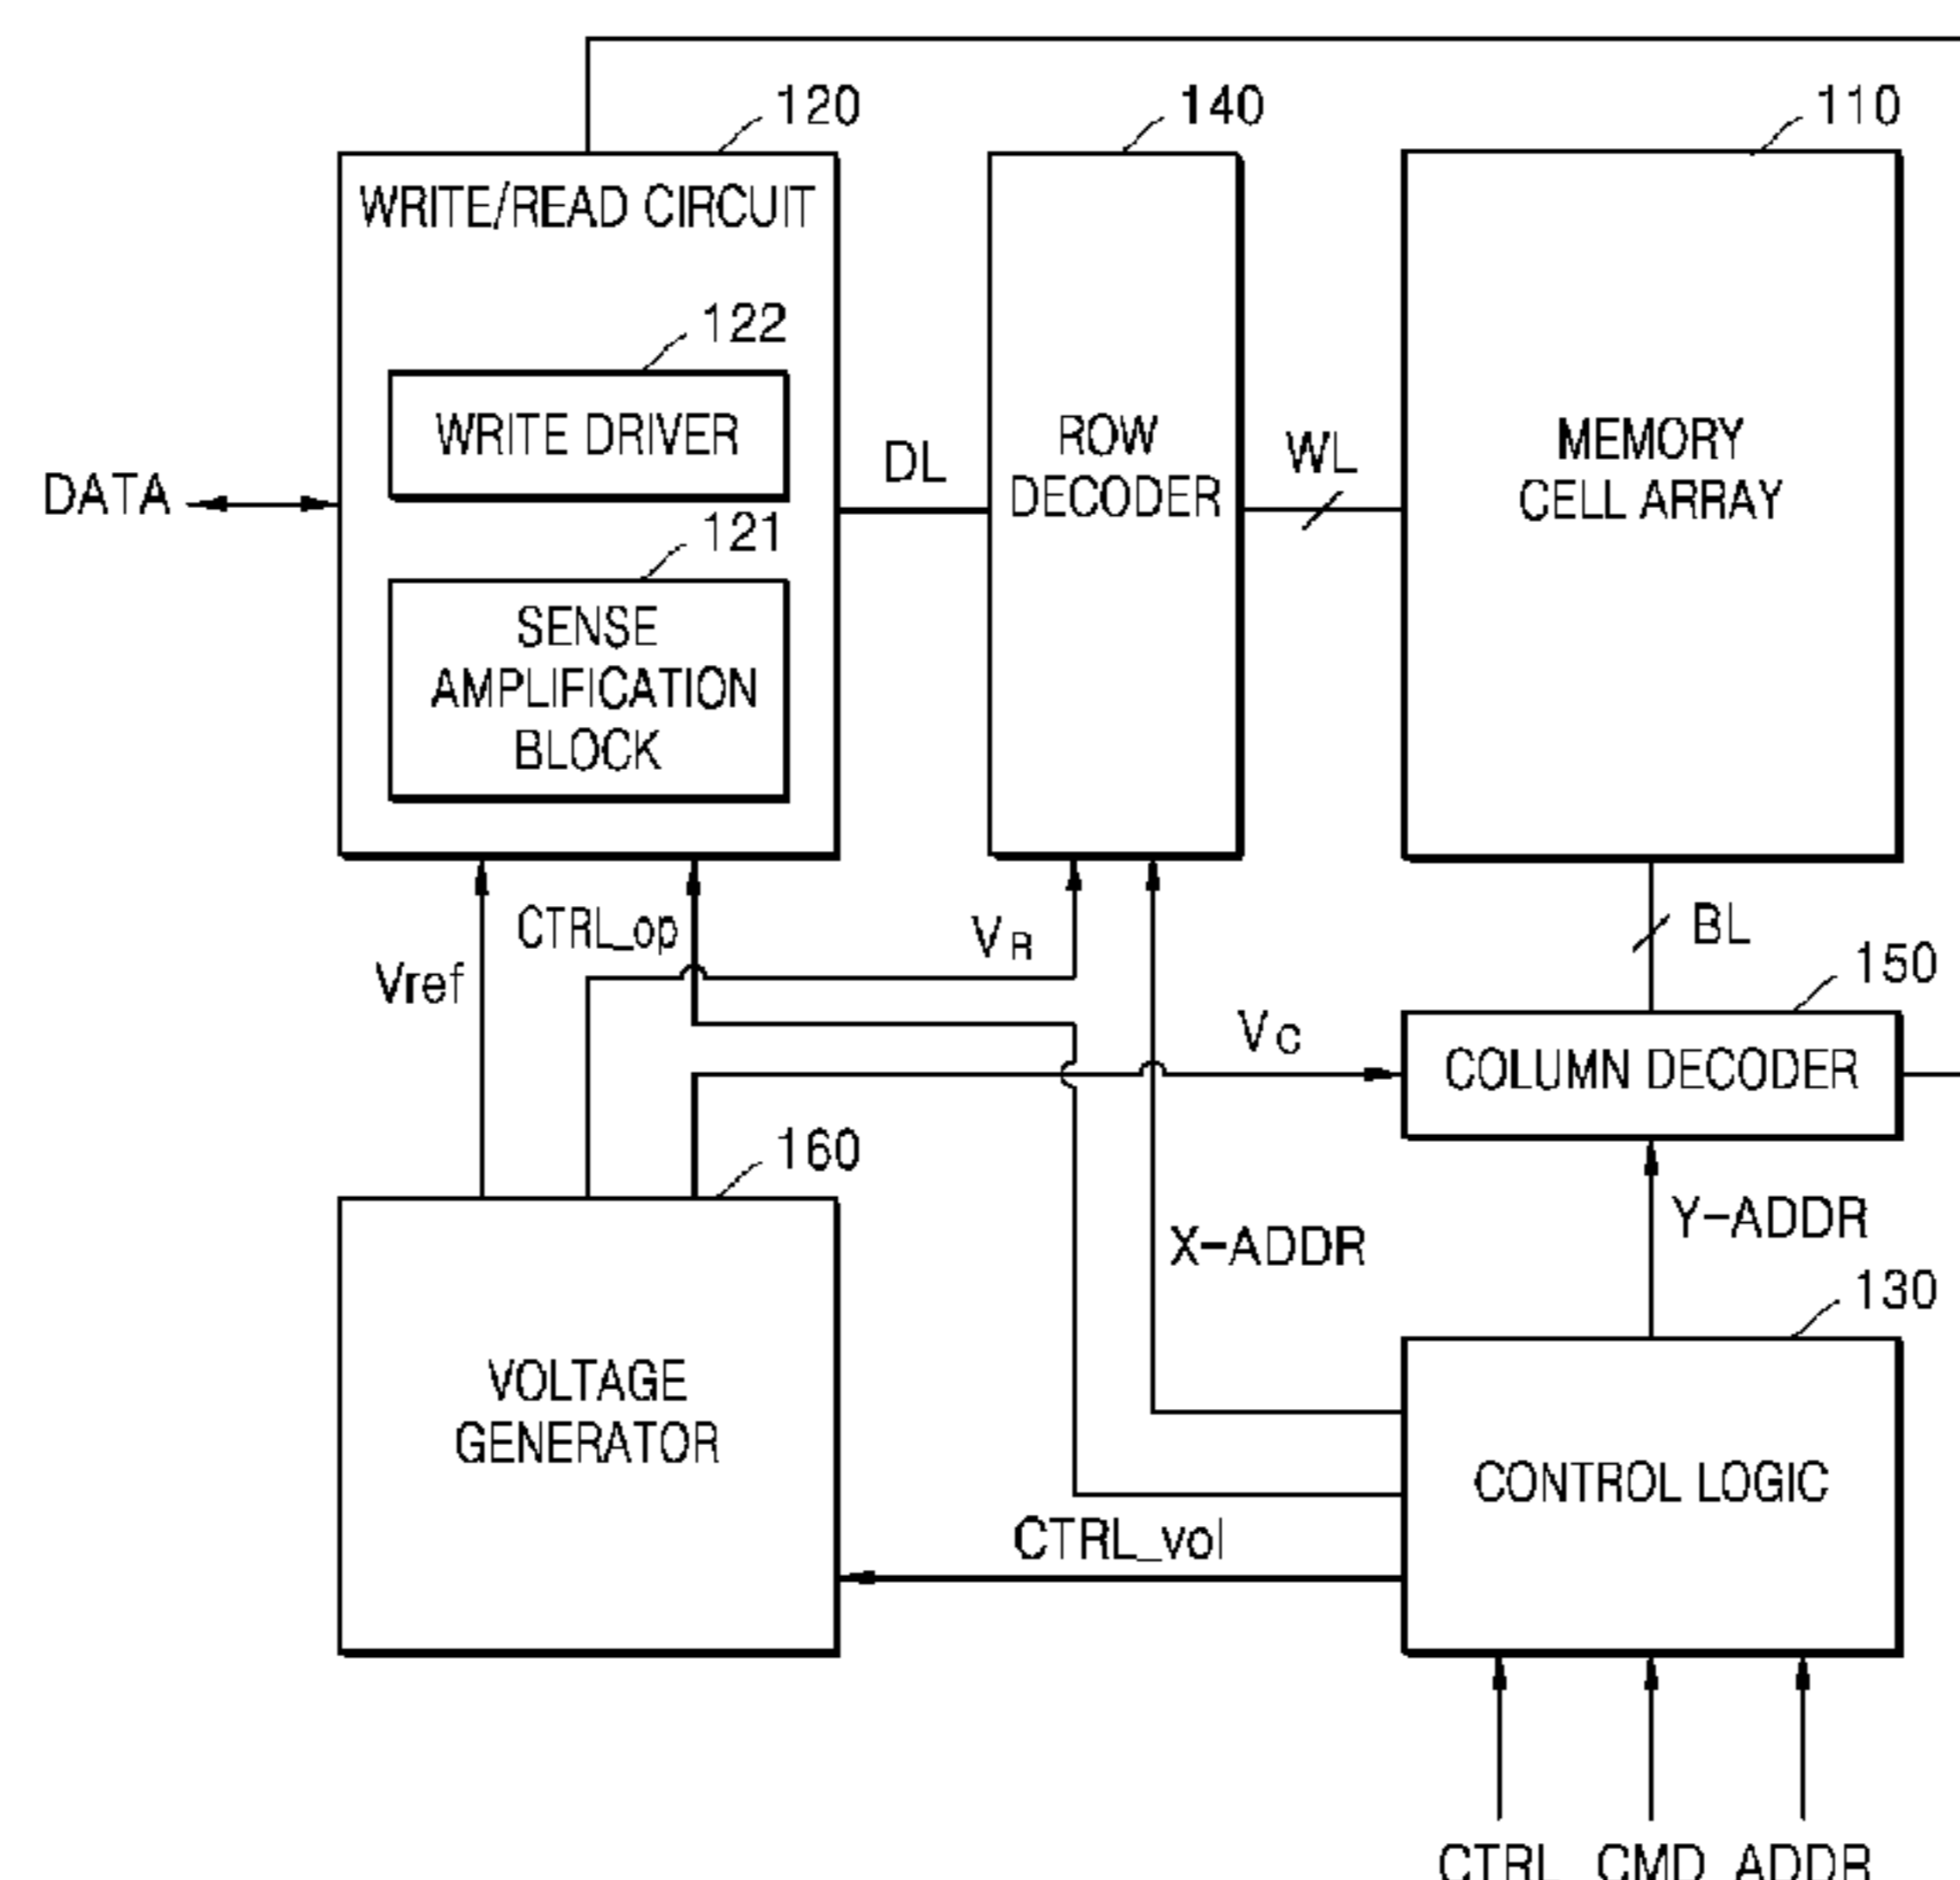 120
140
110
WRITE/READ CIRCUIT
122
WRITE DRIVER
DATA
121
SENSE
AMPLIFICATION
BLOCK
DL
ROW
DECODER
WL
MEMORY
CELL ARRAY
CTRL_op
VR
BL
Vref
150
VC
COLUMN DECODER
160
X-ADDR
Y-ADDR
130
VOLTAGE
GENERATOR
CONTROL LOGIC
CTRL_vol
CTRL CMD ADDR